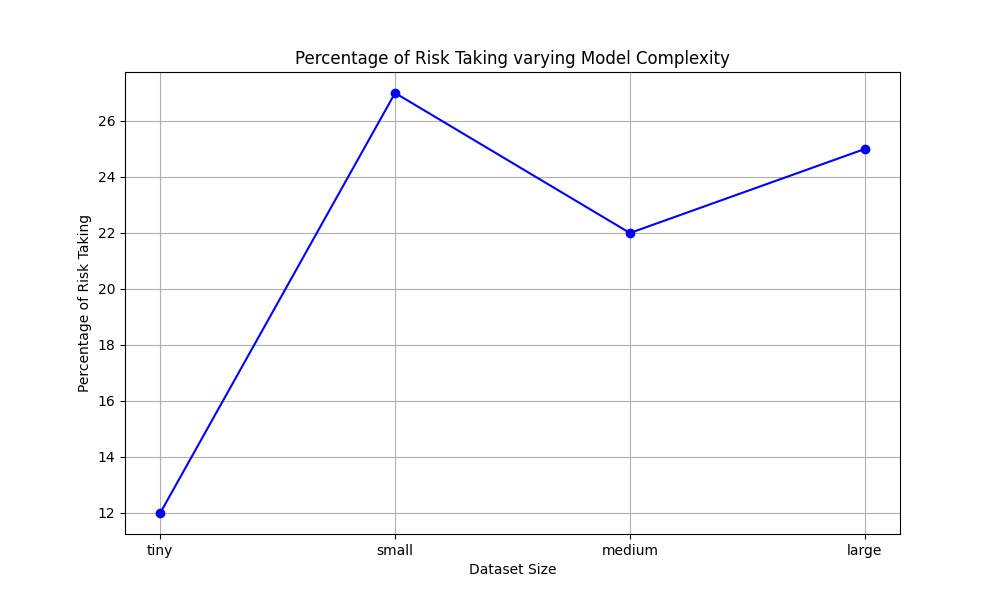 Percentage of Risk Taking varying Model Complexity
Percentage of Risk Taking
26
24
22
20
18
16
14
12
tiny small medium large
Dataset Size